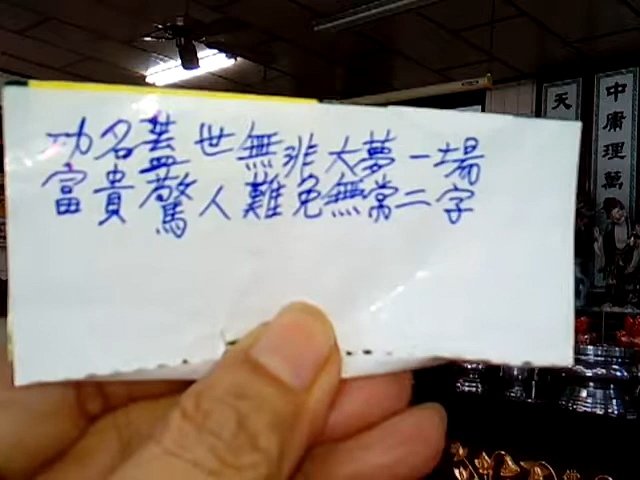 功名蓋世無非大夢一場
富貴驚人難免無常二字
天
中庸理萬